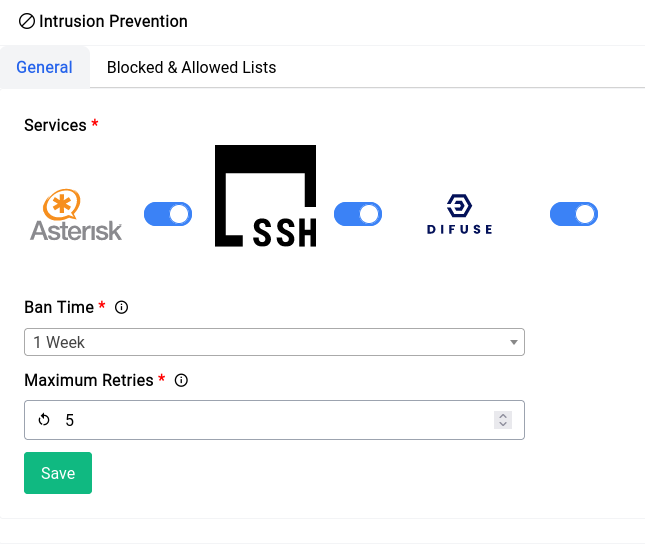 Intrusion Prevention
General
Blocked & Allowed Lists
Services *
Asterisk
SSH
DIFUSE
Ban Time *
1 Week
Maximum Retries *
5
Save